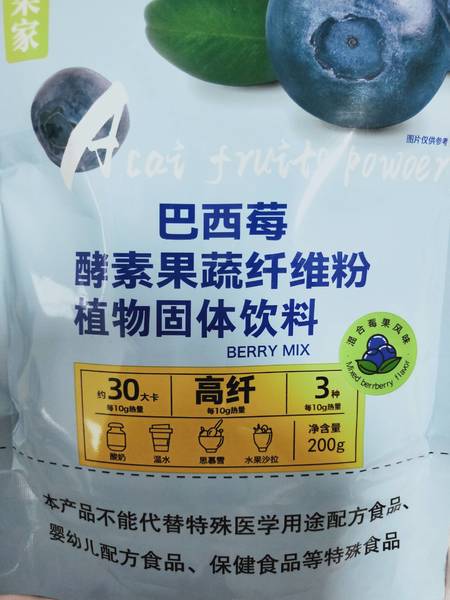 家
图片仅供参考
Acai fruits powder
巴西莓
酵素果蔬纤维粉
植物固体饮料
BERRY MIX
混合莓果风味
Mixed berrberry flavor
约30大卡
每10g热量
高纤
每10g热量
3种
每10g热量
酸奶
温水
思慕雪
水果沙拉
净含量
200g
本产品不能代替特殊医学用途配方食品、
婴幼儿配方食品、保健食品等特殊食品